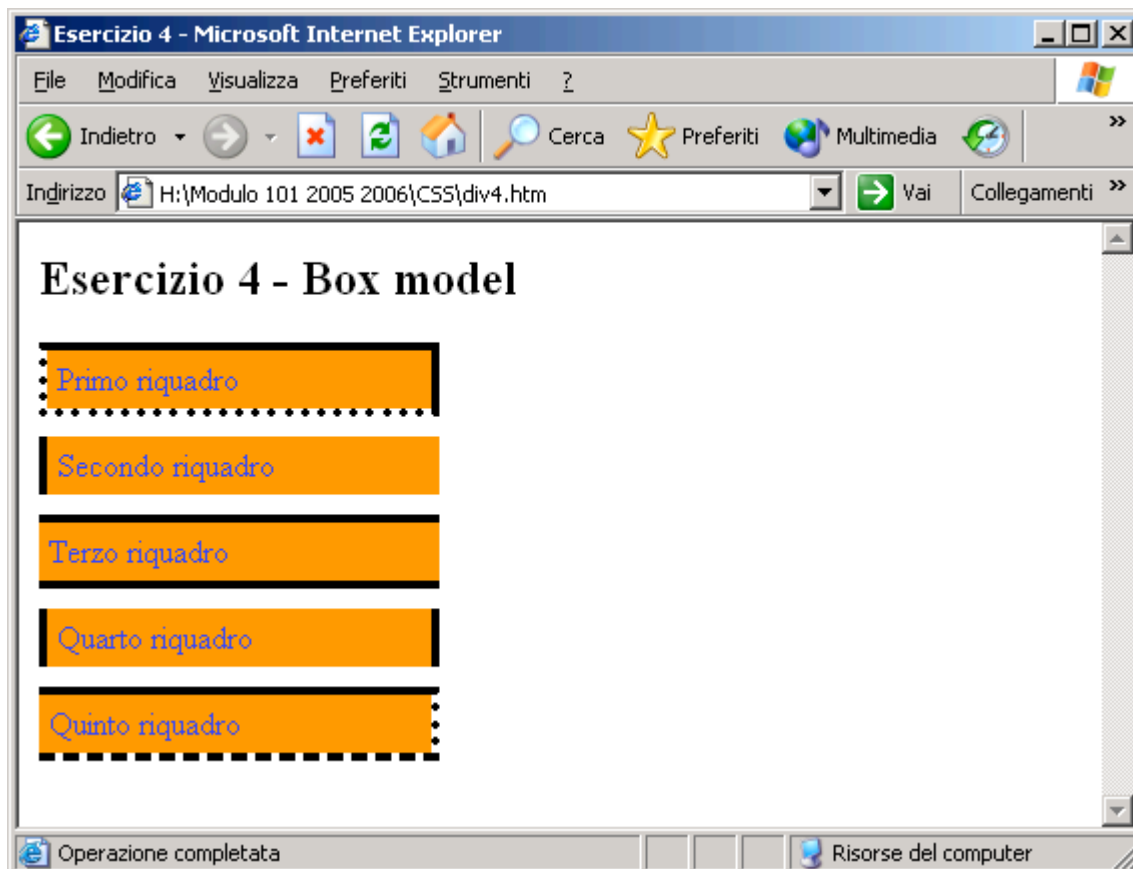 Esercizio 4 - Microsoft Internet Explorer
File Modifica Visualizza Preferiti Strumenti ?
Indietro Cerca Preferiti Multimedia »
Indirizzo H:\Modulo 101 2005 2006\CSS\div4.htm Vai Collegamenti »
Esercizio 4 - Box model
Primo riquadro
Secondo riquadro
Terzo riquadro
Quarto riquadro
Quinto riquadro
Operazione completata Risorse del computer